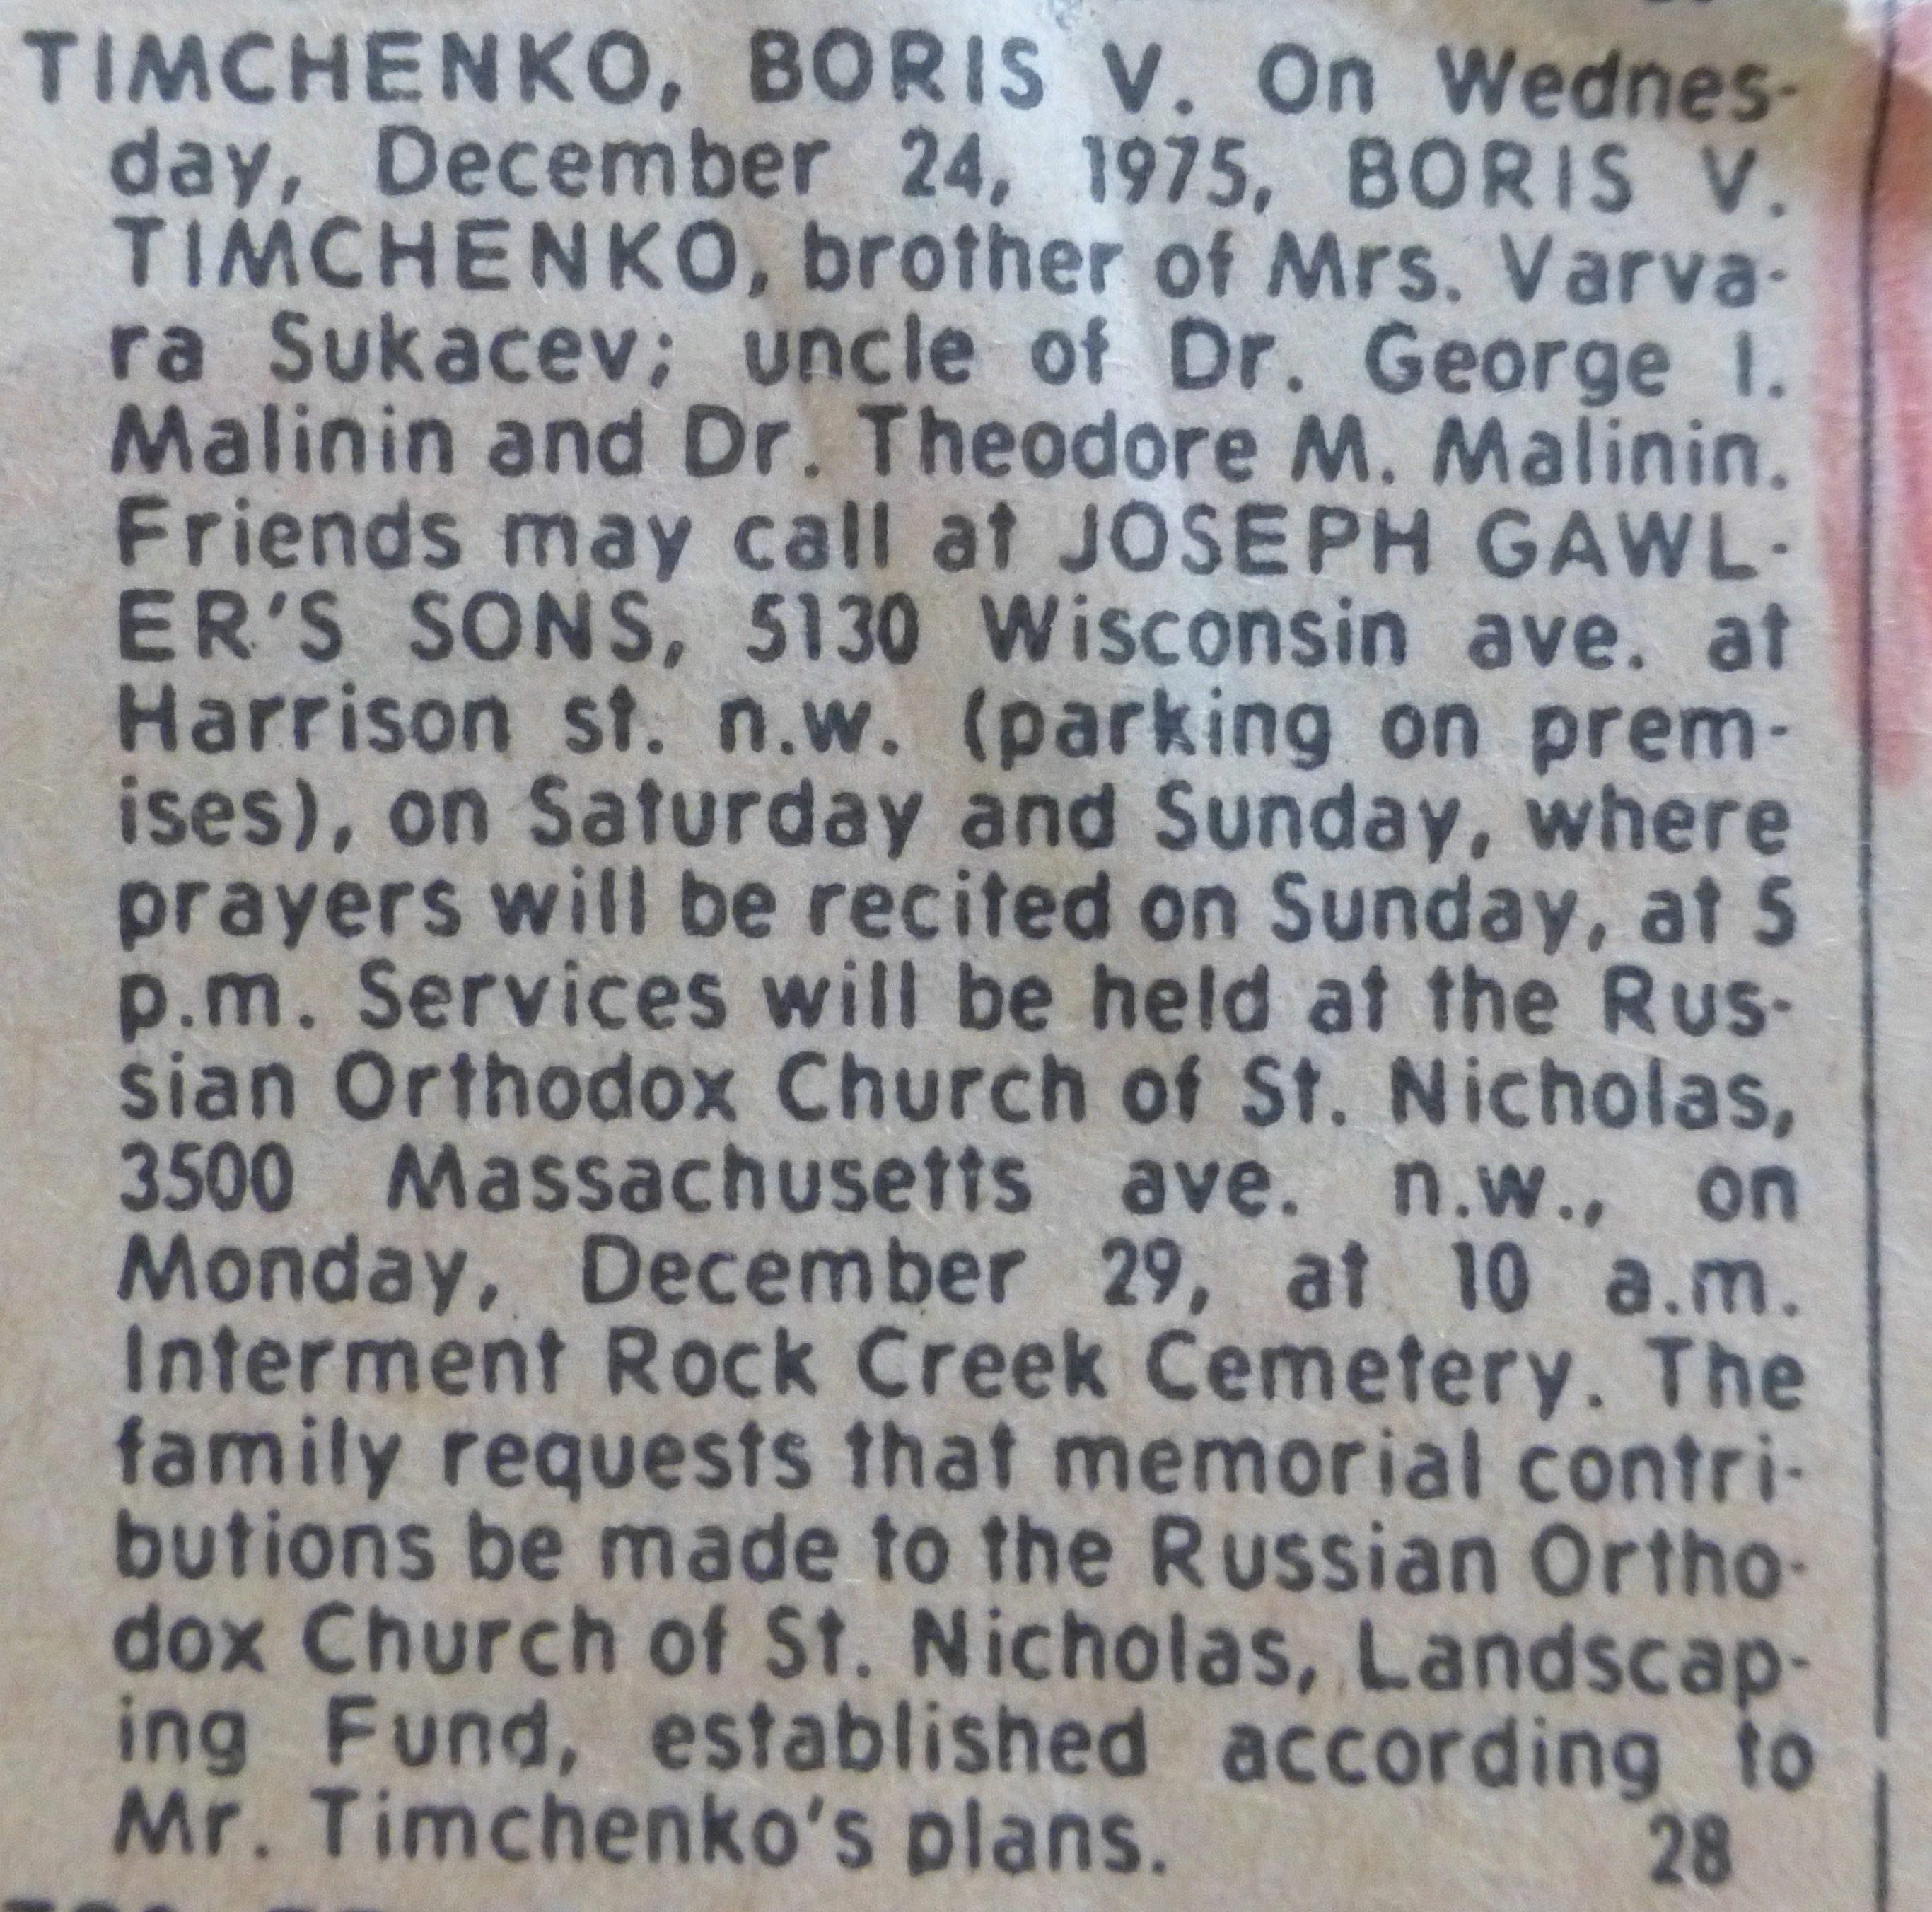 TIMCHENKO, BORIS V. On Wednes-
day, December 24, 1975, BORIS V.
TIMCHENKO, brother of Mrs. Varva-
ra Sukacev; uncle of Dr. George I.
Malinin and Dr. Theodore M. Malinin.
Friends may call at JOSEPH GAWL-
ER'S SONS, 5130 Wisconsin ave. at
Harrison st. n.w. (parking on prem-
ises), on Saturday and Sunday, where
prayers will be recited on Sunday, at 5
p.m. Services will be held at the Rus-
sian Orthodox Church of St. Nicholas,
3500 Massachusetts ave. n.w., on
Monday, December 29, at 10 a.m.
Interment Rock Creek Cemetery. The
family requests that memorial contri-
butions be made to the Russian Ortho-
dox Church of St. Nicholas, Landscap-
ing Fund, established according to
Mr. Timchenko's plans. 28